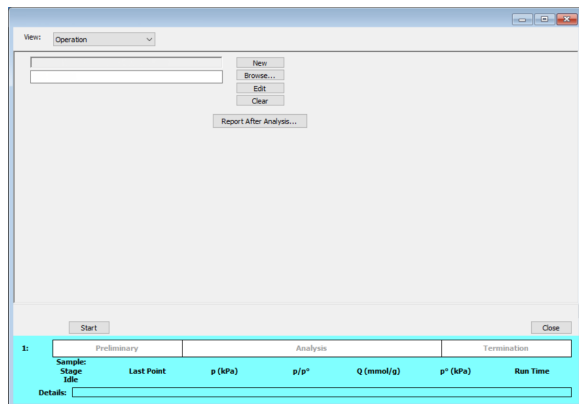 View: Operation
New
Browse...
Edit
Clear
Report After Analysis...
Start Close
1: Preliminary Analysis Termination
Sample:
Stage Last Point p (kPa) p/p° Q (mmol/g) p° (kPa) Run Time
Idle
Details: